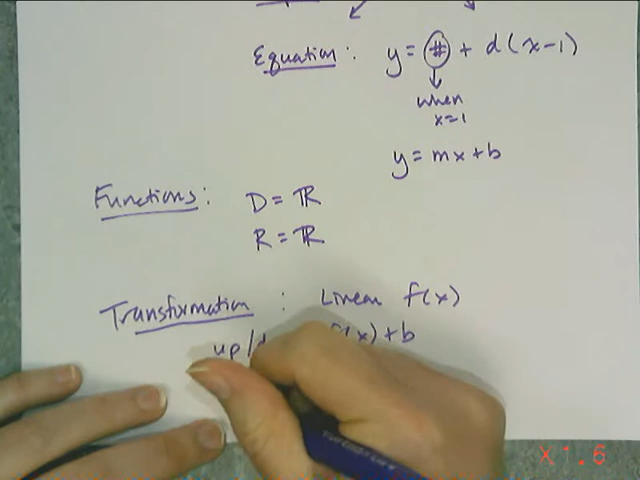 Equation: y = # + d(x-1)
when
x=1
y = mx + b
Functions: D = ℝ
R = ℝ
Transformation: Linear f(x)
up/ (x) + b
X1.6